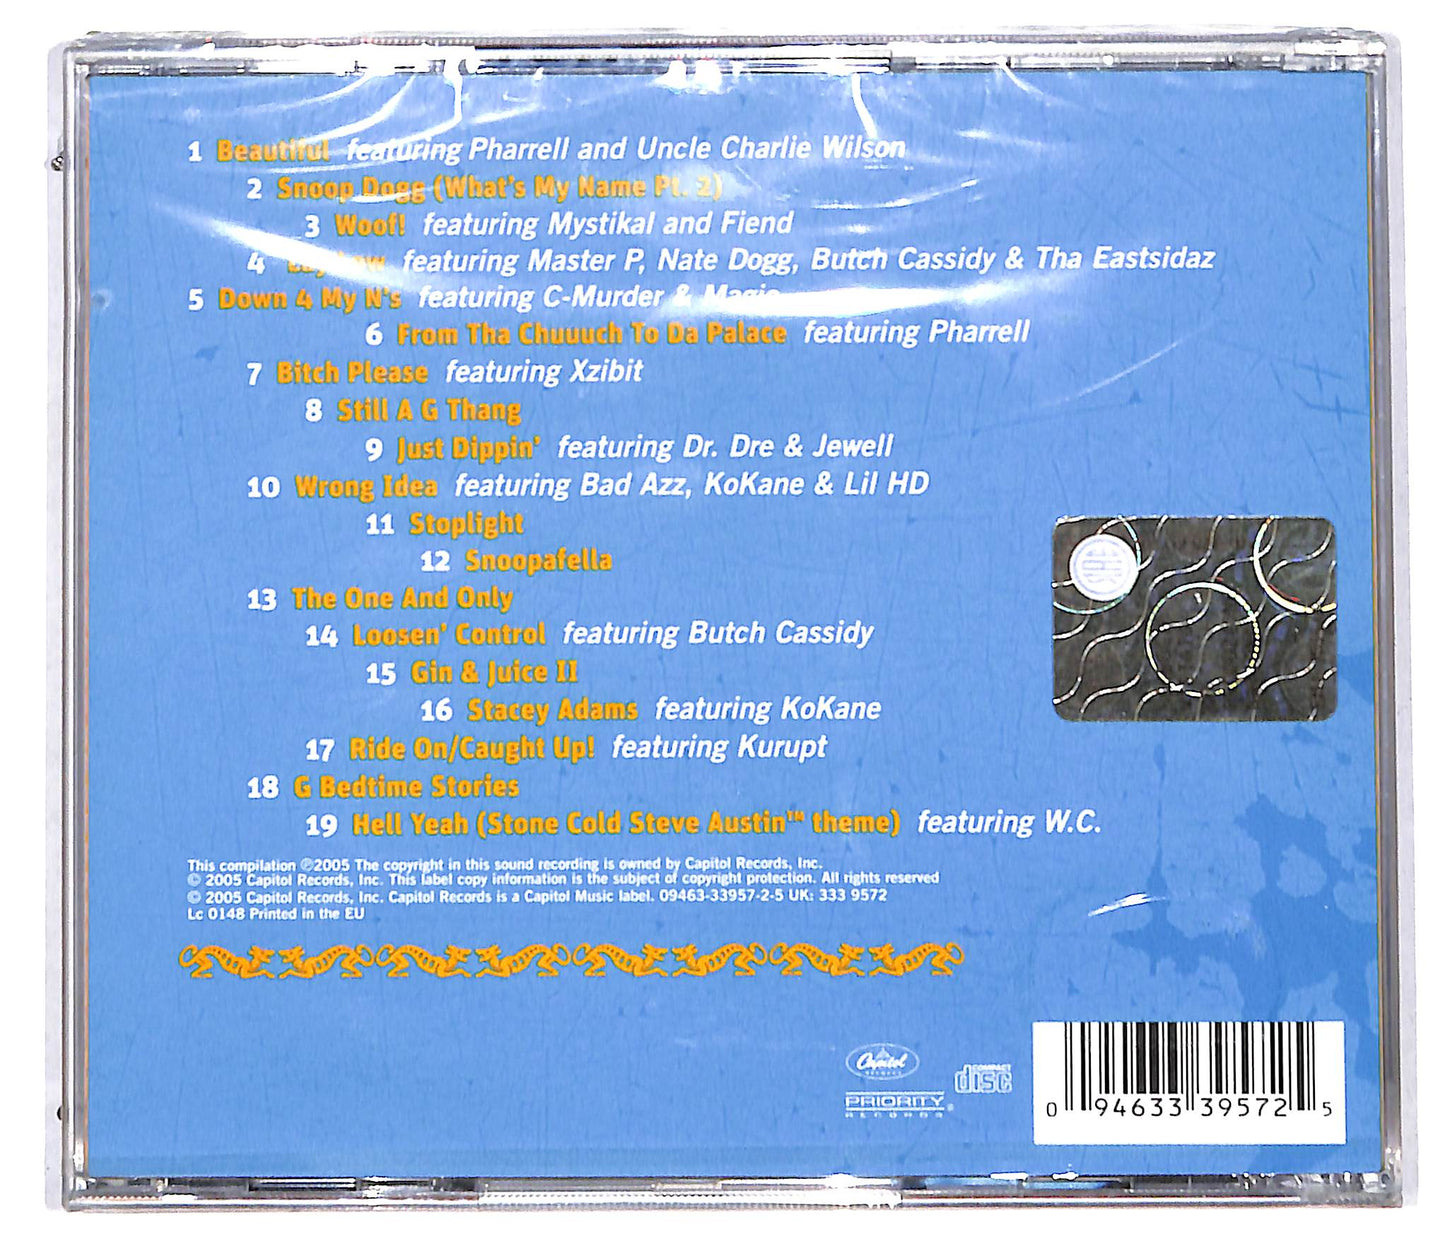 1 Beautiful featuring Pharrell and Uncle Charlie Wilson
2 Snoop Dogg (What's My Name Pt. 2)
3 Woof! featuring Mystikal and Fiend
4 featuring Master P, Nate Dogg, Butch Cassidy & Tha Eastsidaz
5 Down 4 My N's featuring C-Murder & Magic
6 From Tha Chuuuch To Da Palace featuring Pharrell
7 Bitch Please featuring Xzibit
8 Still A G Thang
9 Just Dippin' featuring Dr. Dre & Jewell
10 Wrong Idea featuring Bad Azz, KoKane & Lil HD
11 Stoplight
12 Snoopafella
13 The One And Only
14 Loosen' Control featuring Butch Cassidy
15 Gin & Juice II
16 Stacey Adams featuring KoKane
17 Ride On/Caught Up! featuring Kurupt
18 G Bedtime Stories
19 Hell Yeah (Stone Cold Steve Austin™ theme) featuring W.C.
This compilation ℗2005 The copyright in this sound recording is owned by Capitol Records, Inc.
© 2005 Capitol Records, Inc. This label copy information is the subject of copyright protection. All rights reserved
© 2005 Capitol Records, Inc. Capitol Records is a Capitol Music label. 09463-33957-2-5 UK: 333 9572
Lc 0148 Printed in the EU
Capitol
RECORDS
PRIORITY
RECORDS®
COMPACT
disc
0 94633 39572 5